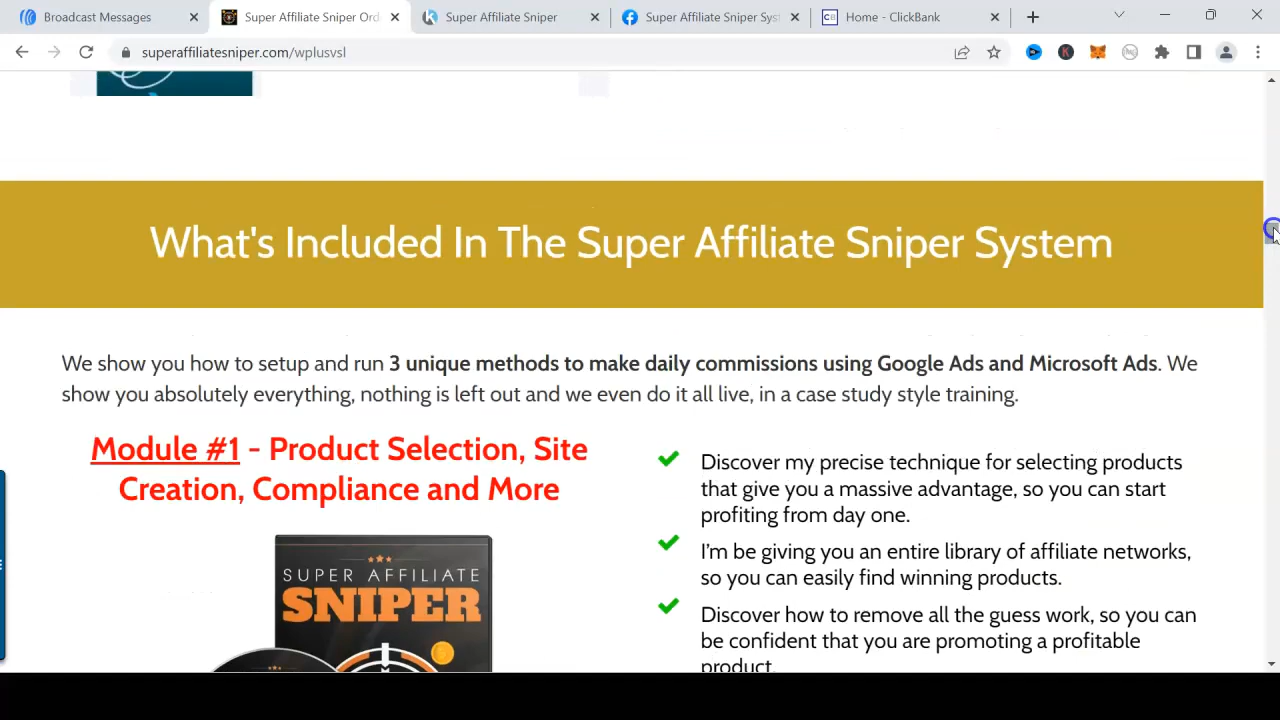 Broadcast Messages
Super Affiliate Sniper Ord
Super Affiliate Sniper
Super Affiliate Sniper Syst
CB
Home - ClickBank
superaffiliatesniper.com/wplusvsl
What's Included In The Super Affiliate Sniper System
We show you how to setup and run 3 unique methods to make daily commissions using Google Ads and Microsoft Ads. We
show you absolutely everything, nothing is left out and we even do it all live, in a case study style training.
Module #1 - Product Selection, Site
Creation, Compliance and More
SUPER AFFILIATE
SNIPER
Discover my precise technique for selecting products
that give you a massive advantage, so you can start
profiting from day one.
I'm be giving you an entire library of affiliate networks,
so you can easily find winning products.
Discover how to remove all the guess work, so you can
be confident that you are promoting a profitable
product.